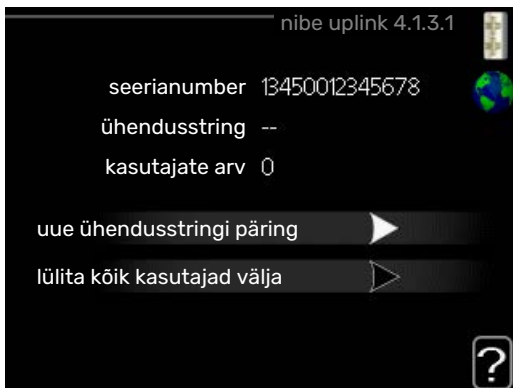 nibe uplink 4.1.3.1
seerianumber 13450012345678
ühendusstring --
kasutajate arv 0
uue ühendusstringi päring
lülita kõik kasutajad välja
?